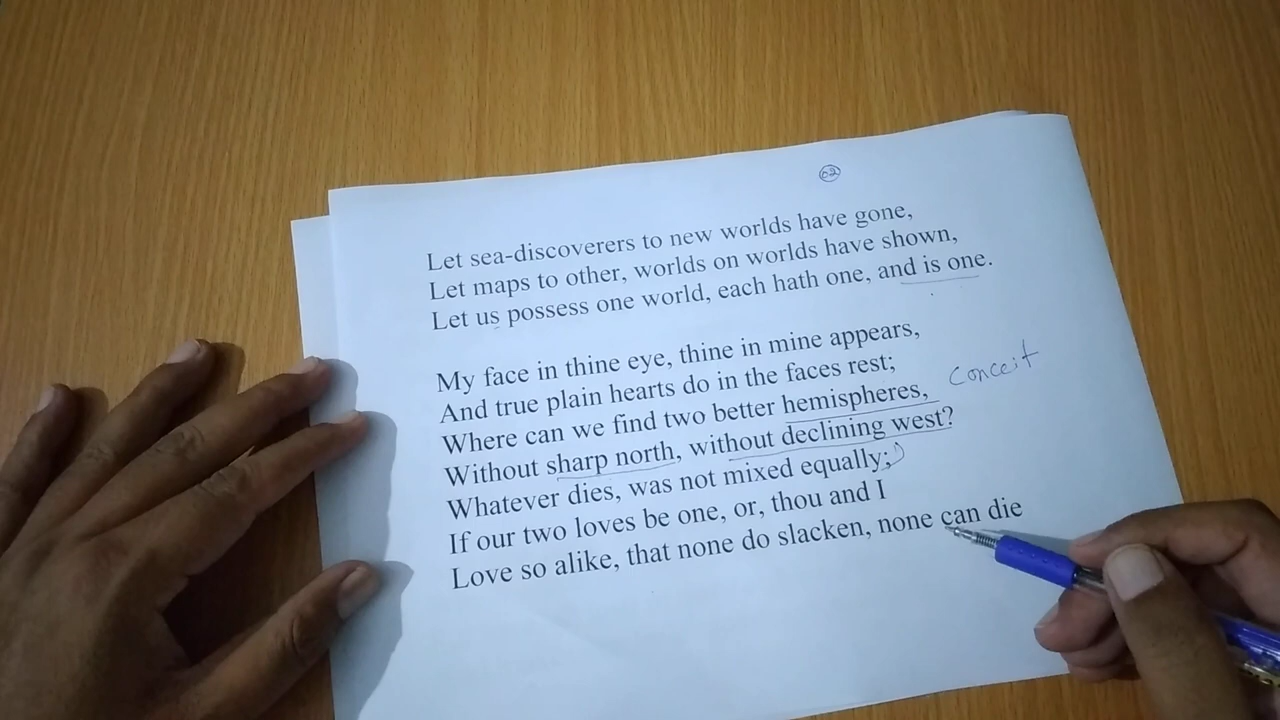 02
Let sea-discoverers to new worlds have gone,
Let maps to other, worlds on worlds have shown,
Let us possess one world, each hath one, and is one.
My face in thine eye, thine in mine appears,
And true plain hearts do in the faces rest;
Where can we find two better hemispheres,
conceit
Without sharp north, without declining west?
Whatever dies, was not mixed equally;
If our two loves be one, or, thou and I
Love so alike, that none do slacken, none can die